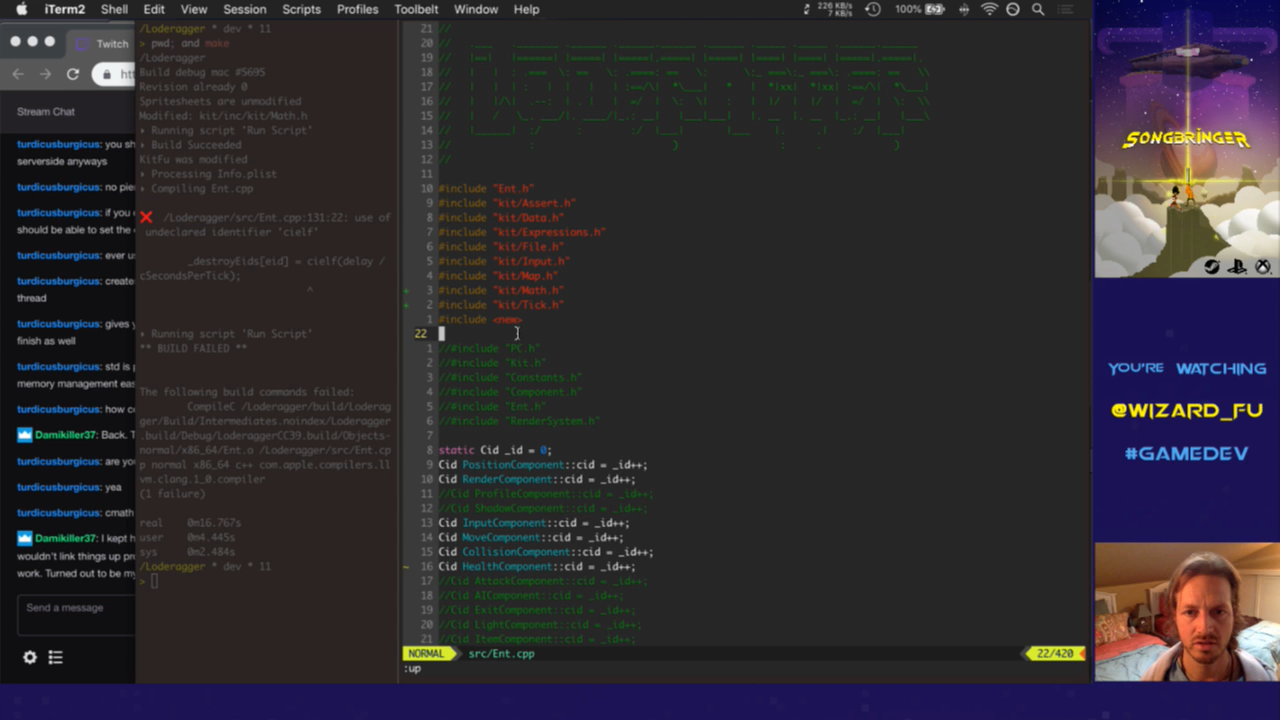 iTerm2 Shell Edit View Session Scripts Profiles Toolbelt Window Help
226 KB/s
7 KB/s
100%
Twitch
Stream Chat
turdicusburgicus: you sh
serverside anyways
turdicusburgicus: no pie
turdicusburgicus: if you
should be able to set the
turdicusburgicus: ever us
turdicusburgicus: create
thread
turdicusburgicus: gives y
finish as well
turdicusburgicus: std is
memory management eas
turdicusburgicus: how c
Damikiller37: Back. T
turdicusburgicus: are yo
turdicusburgicus: yea
turdicusburgicus: cmath
Damikiller37: I kept h
wouldn't link things up pr
work. Turned out to be my
Send a message
/Loderagger * dev * 11
> pwd; and make
/Loderagger
Build debug mac #5695
Revision already 0
Spritesheets are unmodified
Modified: kit/inc/kit/Math.h
Running script 'Run Script'
Build Succeeded
KitFu was modified
Processing Info.plist
Compiling Ent.cpp
/Loderagger/src/Ent.cpp:131:22: use of
undeclared identifier 'cielf'
_destroyEids[eid] = cielf(delay /
cSecondsPerTick);
^
Running script 'Run Script'
** BUILD FAILED **
The following build commands failed:
CompileC /Loderagger/build/Loderag
ger/Build/Intermediates.noindex/Loderagger
.build/Debug/LoderaggerCC39.build/Objects-
normal/x86_64/Ent.o /Loderagger/src/Ent.cp
p normal x86_64 c++ com.apple.compilers.ll
vm.clang.1_0.compiler
(1 failure)
real 0m16.767s
user 0m4.445s
sys 0m2.484s
/Loderagger * dev * 11
>
21 //
20 //
19 //
18 //
17 //
16 //
15 //
14 //
13 //
12 //
11
10 #include "Ent.h"
9 #include "kit/Assert.h"
8 #include "kit/Data.h"
7 #include "kit/Expressions.h"
6 #include "kit/File.h"
5 #include "kit/Input.h"
4 #include "kit/Map.h"
+ 3 #include "kit/Math.h"
+ 2 #include "kit/Tick.h"
1 #include <new>
22
1 //#include "PC.h"
2 //#include "Kit.h"
3 //#include "Constants.h"
4 //#include "Component.h"
5 //#include "Ent.h"
6 //#include "RenderSystem.h"
7
8 static Cid _id = 0;
9 Cid PositionComponent::cid = _id++;
10 Cid RenderComponent::cid = _id++;
11 //Cid ProfileComponent::cid = _id++;
12 //Cid ShadowComponent::cid = _id++;
13 Cid InputComponent::cid = _id++;
14 Cid MoveComponent::cid = _id++;
15 Cid CollisionComponent::cid = _id++;
~ 16 Cid HealthComponent::cid = _id++;
17 //Cid AttackComponent::cid = _id++;
18 //Cid AIComponent::cid = _id++;
19 //Cid ExitComponent::cid = _id++;
20 //Cid LightComponent::cid = _id++;
21 //Cid ItemComponent::cid = _id++;
NORMAL src/Ent.cpp 22/420
:up
SONGBRINGER
YOU'RE WATCHING
@WIZARD_FU
#GAMEDEV